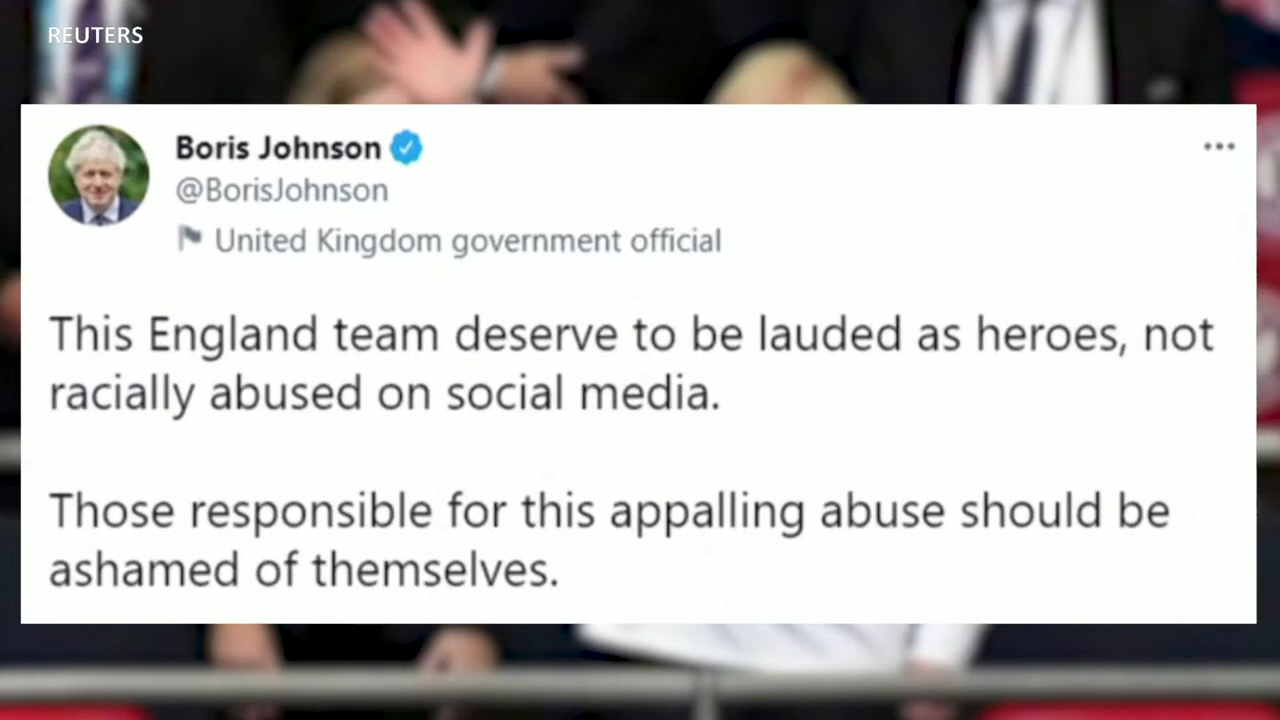 REUTERS
Boris Johnson
@BorisJohnson
United Kingdom government official
This England team deserve to be lauded as heroes, not
racially abused on social media.
Those responsible for this appalling abuse should be
ashamed of themselves.